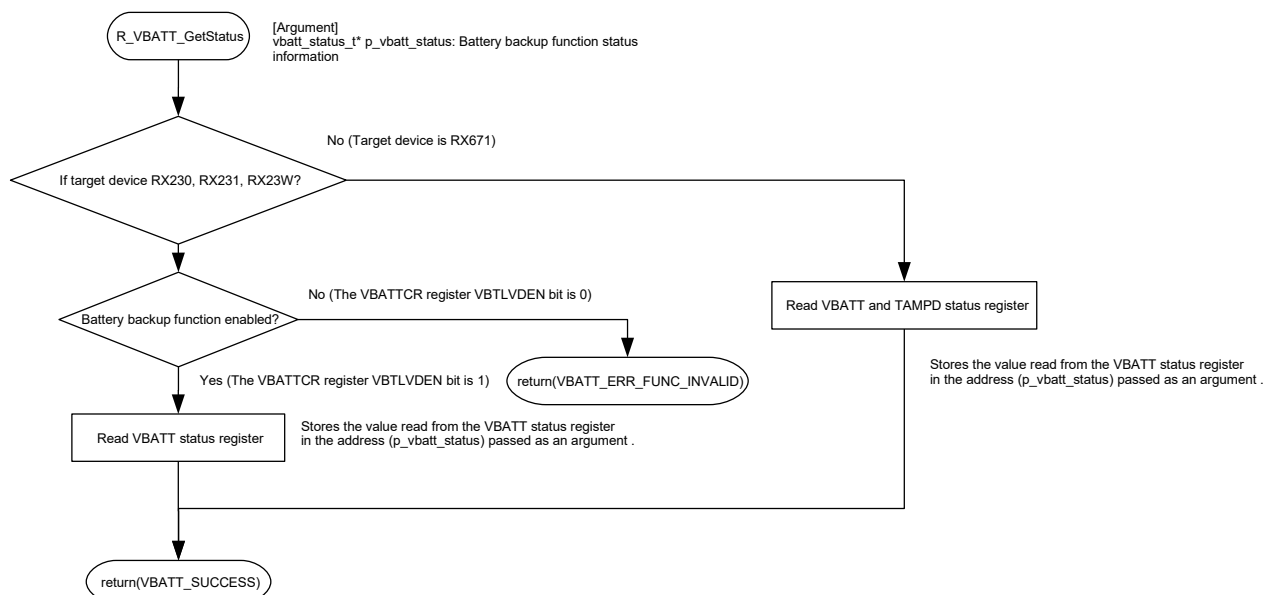 R_VBATT_GetStatus
[Argument]
vbatt_status_t* p_vbatt_status: Battery backup function status
information
No (Target device is RX671)
If target device RX230, RX231, RX23W?
No (The VBATTCR register VBTLVDEN bit is 0)
Read VBATT and TAMPD status register
Battery backup function enabled?
Stores the value read from the VBATT status register
in the address (p_vbatt_status) passed as an argument .
Yes (The VBATTCR register VBTLVDEN bit is 1)
return(VBATT_ERR_FUNC_INVALID)
Read VBATT status register
Stores the value read from the VBATT status register
in the address (p_vbatt_status) passed as an argument .
return(VBATT_SUCCESS)